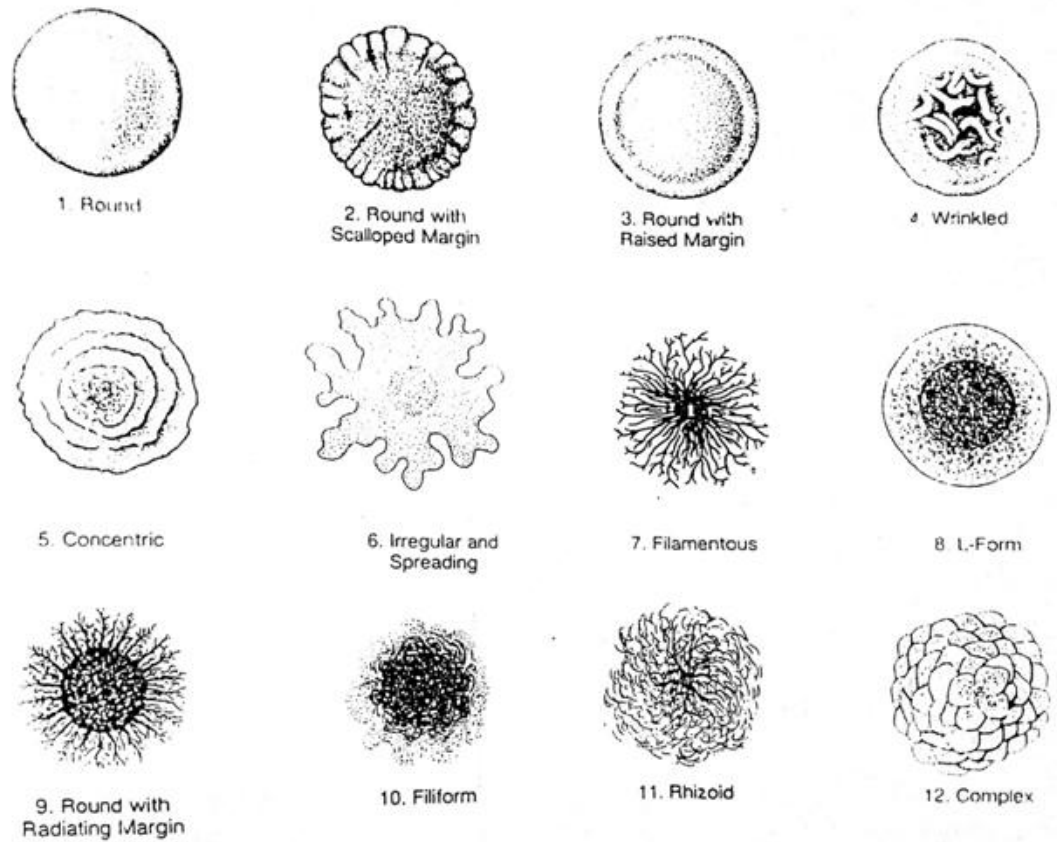 1. Round
2. Round with
Scalloped Margin
3. Round with
Raised Margin
4. Wrinkled
5. Concentric
6. Irregular and
Spreading
7. Filamentous
8. L-Form
9. Round with
Radiating Margin
10. Filiform
11. Rhizoid
12. Complex